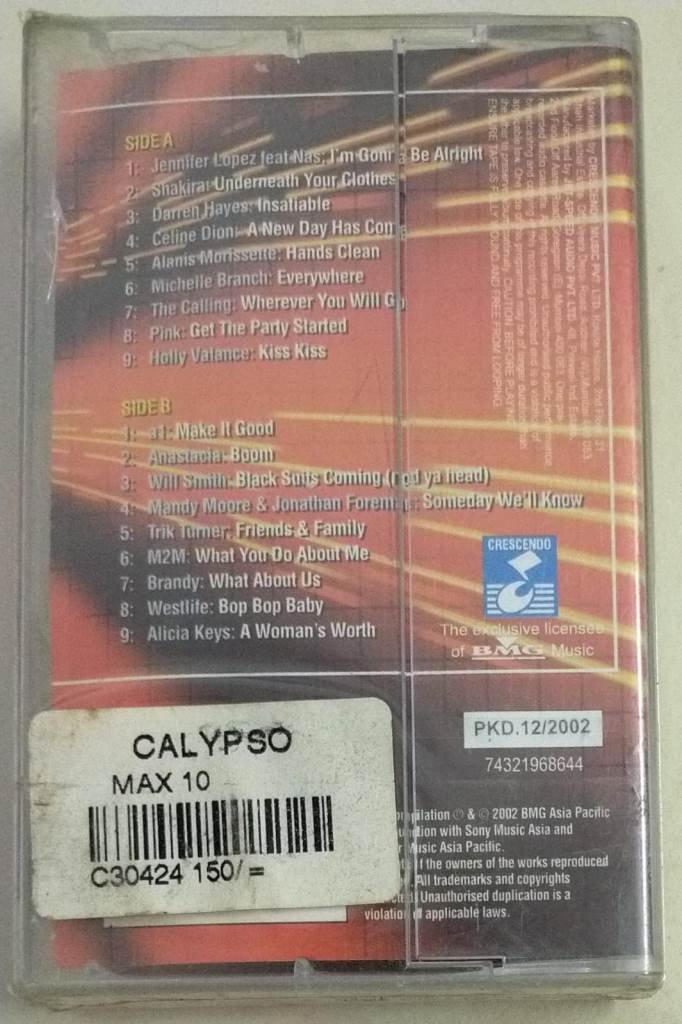 SIDE A
1: Jennifer Lopez feat Nas: I'm Gonna Be Alright
2: Shakira: Underneath Your Clothes
3: Darren Hayes: Insatiable
4: Celine Dion: A New Day Has Come
5: Alanis Morissette: Hands Clean
6: Michelle Branch: Everywhere
7: The Calling: Wherever You Will Go
8: Pink: Get The Party Started
9: Holly Valance: Kiss Kiss
SIDE B
1: a1: Make It Good
2: Anastacia: Boom
3: Will Smith: Black Suits Coming (nod ya head)
4: Mandy Moore & Jonathan Foreman: Someday We'll Know
5: Trik Turner: Friends & Family
6: M2M: What You Do About Me
7: Brandy: What About Us
8: Westlife: Bop Bop Baby
9: Alicia Keys: A Woman's Worth
CRESCENDO MUSIC PVT. LTD.
CAUTION: BEFORE PLAYING
ENSURE TAPE IS FULLY WOUND AND FREE FROM LOOPING
CRESCENDO
The exclusive licensee
of BMG Music
PKD.12/2002
74321968644
CALYPSO
MAX 10
C30424 150/=
℗ & © 2002 BMG Asia Pacific
with Sony Music Asia and
Music Asia Pacific.
of the owners of the works reproduced
All trademarks and copyrights
Unauthorised duplication is a
violation of applicable laws.